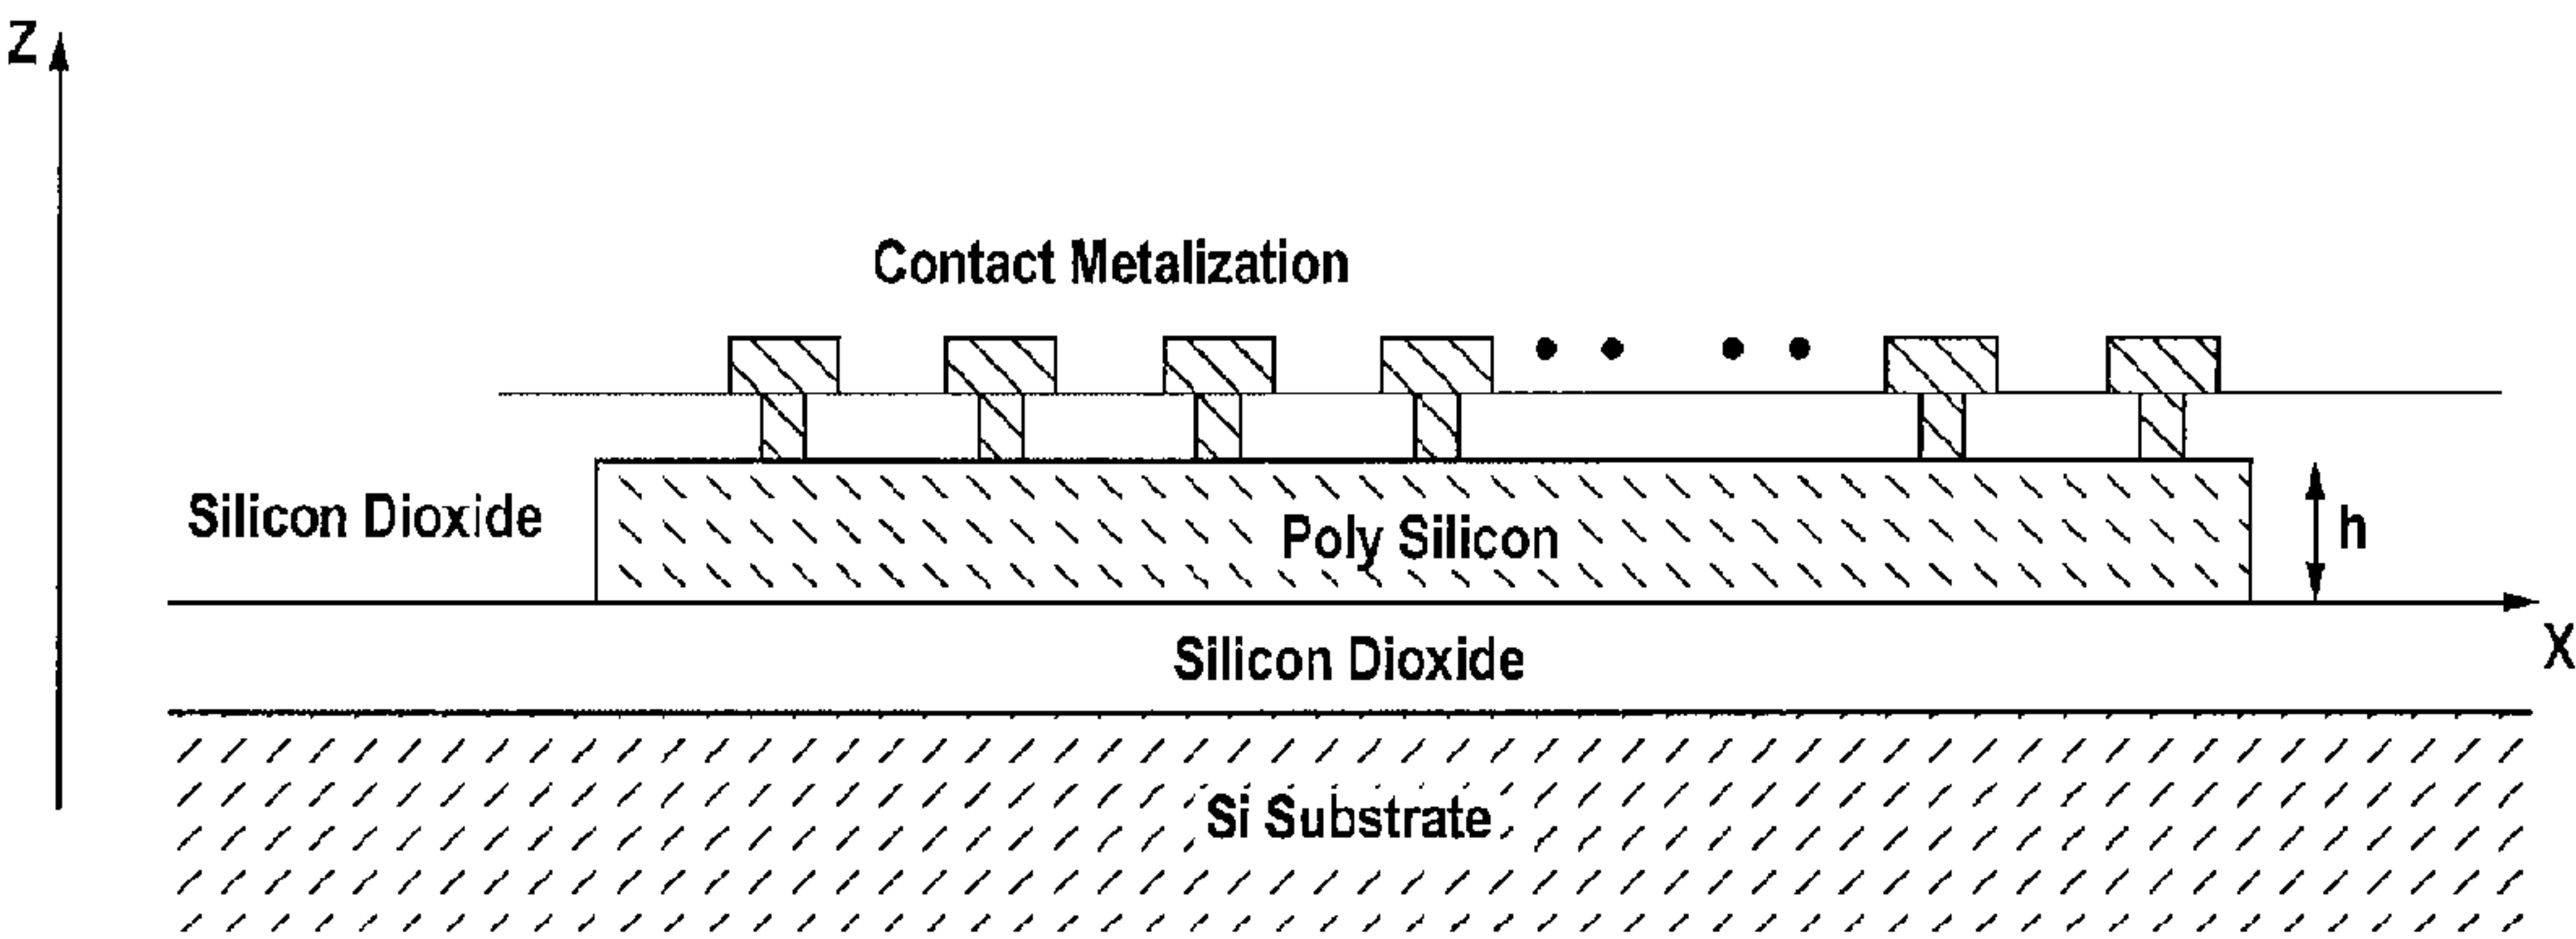 Z
Contact Metalization
Silicon Dioxide
Poly Silicon
h
X
Silicon Dioxide
Si Substrate